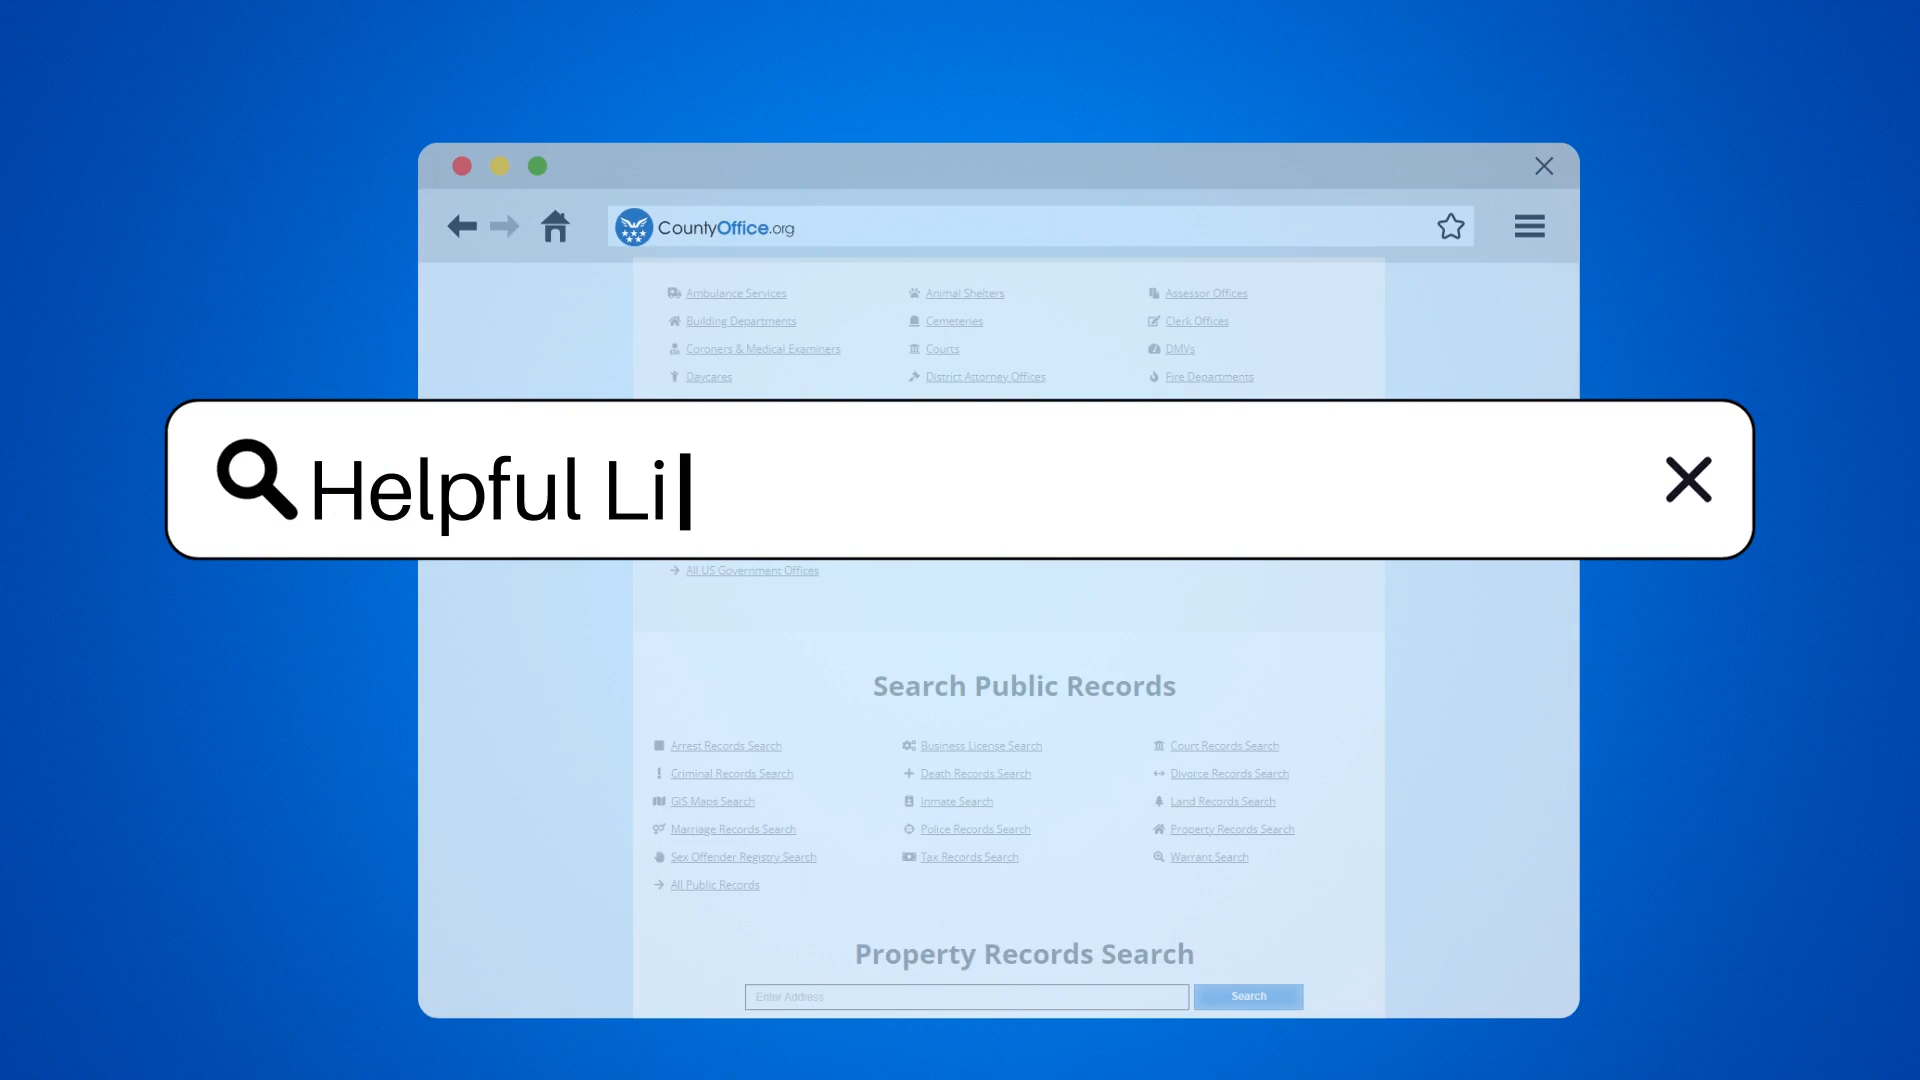 CountyOffice.org
Ambulance Services Animal Shelters Assessor Offices
Building Departments Cemeteries Clerk Offices
Coroners & Medical Examiners Courts DMVs
Daycares District Attorney Offices Fire Departments
Helpful Li
All US Government Offices
Search Public Records
Arrest Records Search Business License Search Court Records Search
Criminal Records Search Death Records Search Divorce Records Search
GIS Maps Search Inmate Search Land Records Search
Marriage Records Search Police Records Search Property Records Search
Sex Offender Registry Search Tax Records Search Warrant Search
All Public Records
Property Records Search
Enter Address Search